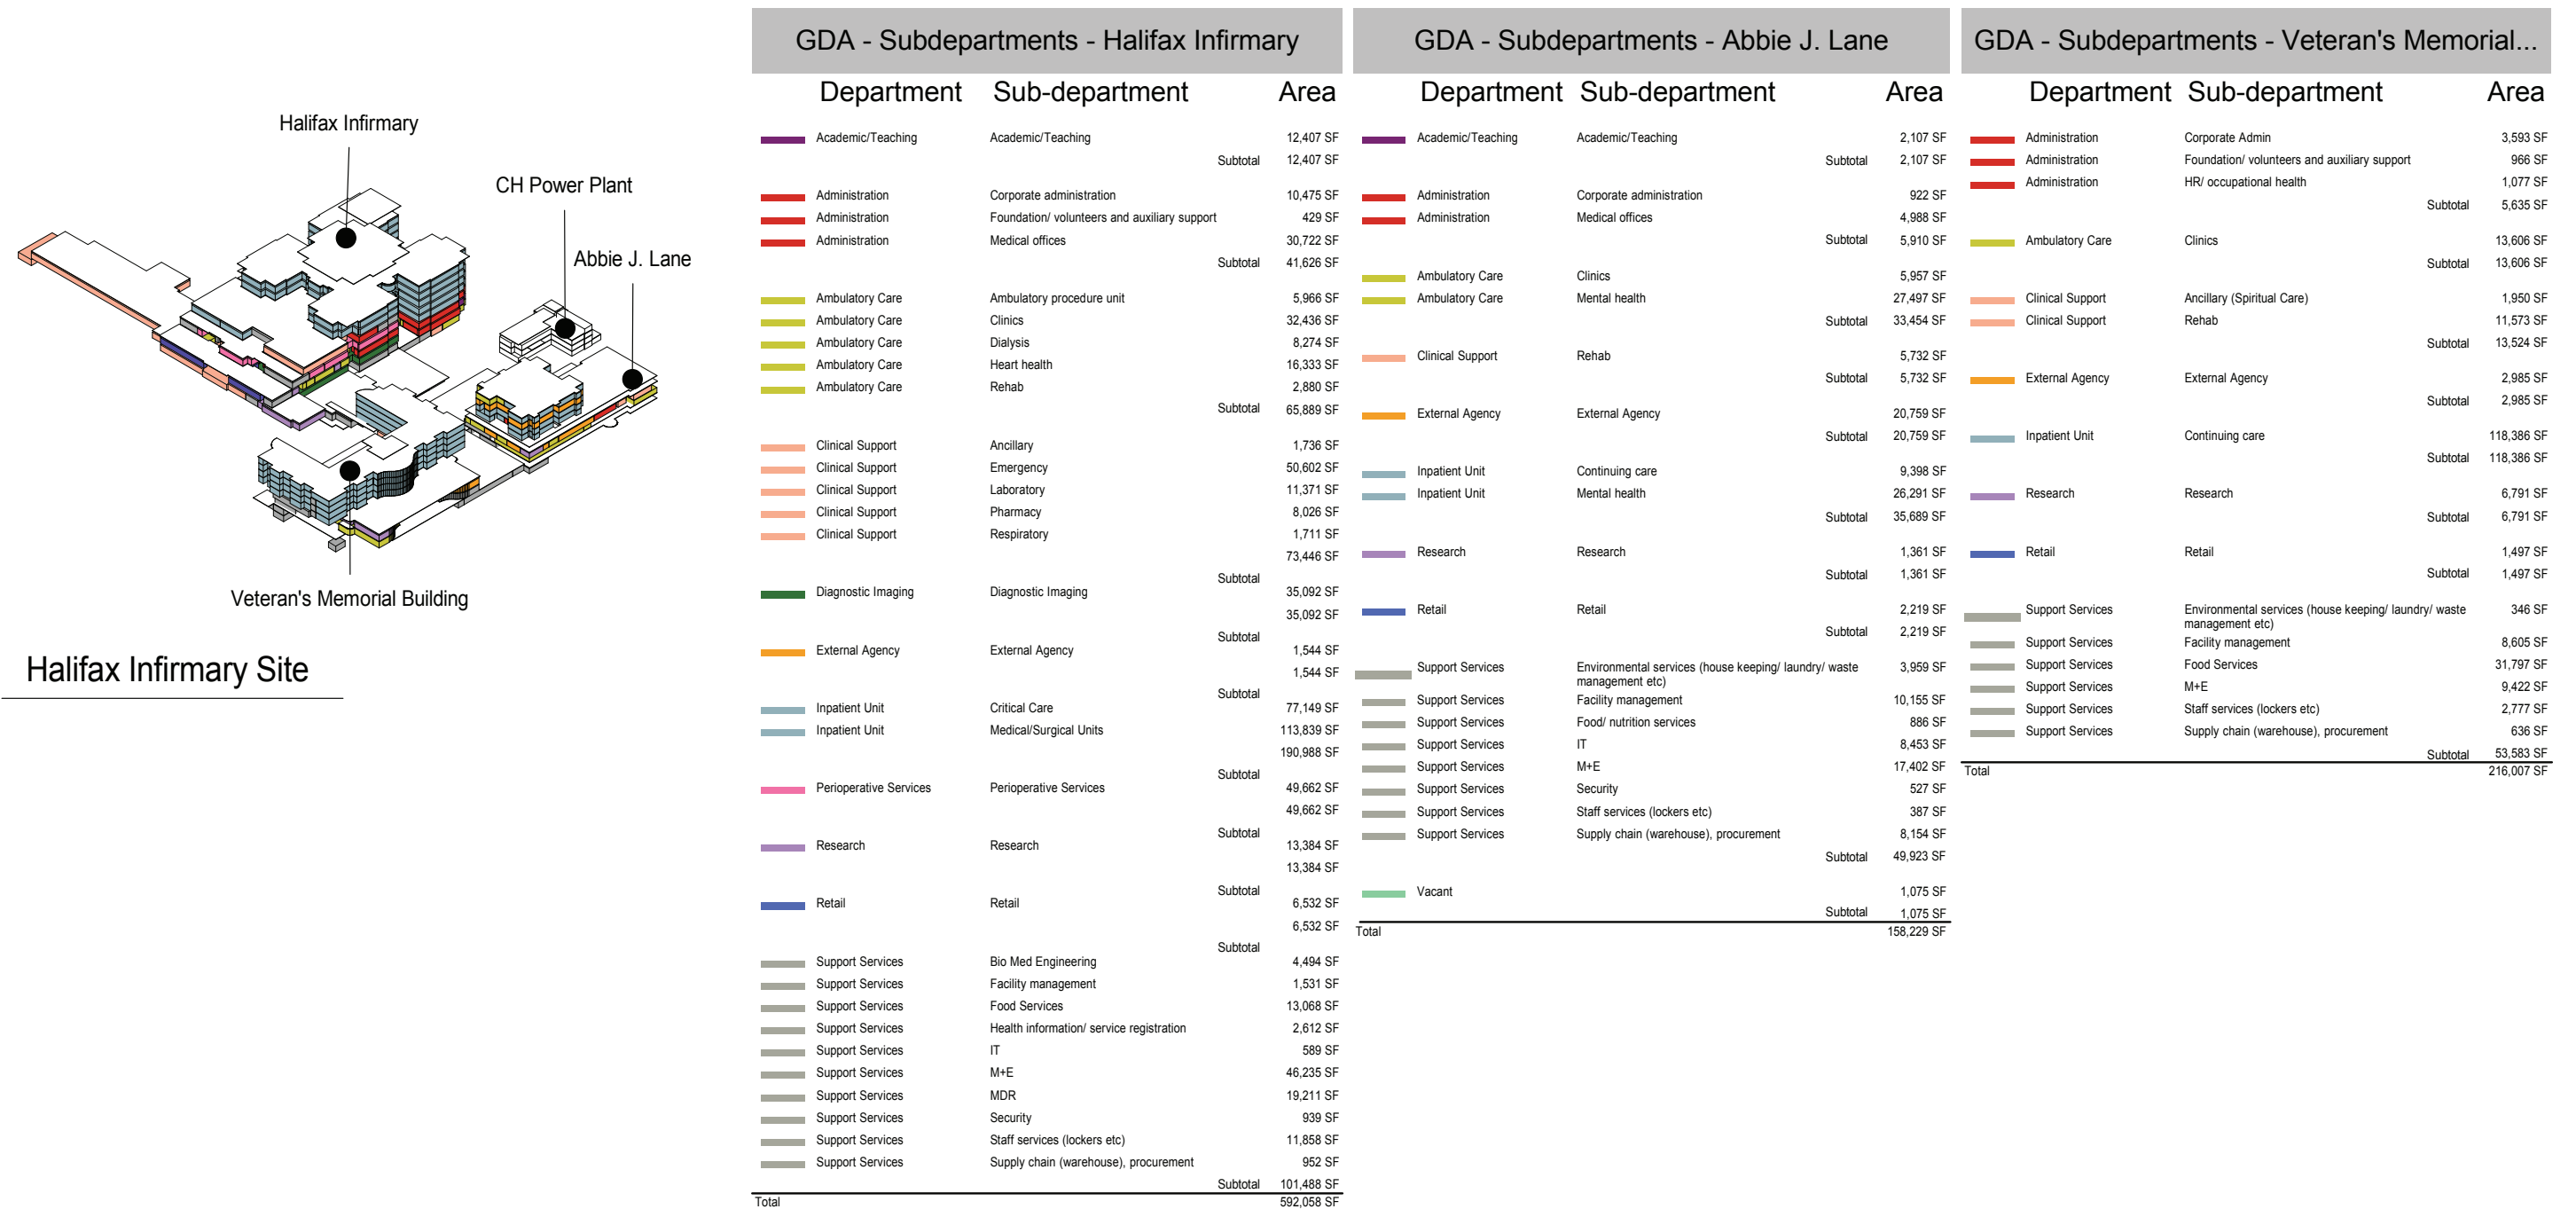 Halifax Infirmary
CH Power Plant
Abbie J. Lane
Veteran's Memorial Building
Halifax Infirmary Site
GDA - Subdepartments - Halifax Infirmary
Department Sub-department Area
Academic/Teaching Academic/Teaching 12,407 SF
Subtotal 12,407 SF
Administration Corporate administration 10,475 SF
Administration Foundation/ volunteers and auxiliary support 429 SF
Administration Medical offices 30,722 SF
Subtotal 41,626 SF
Ambulatory Care Ambulatory procedure unit 5,966 SF
Ambulatory Care Clinics 32,436 SF
Ambulatory Care Dialysis 8,274 SF
Ambulatory Care Heart health 16,333 SF
Ambulatory Care Rehab 2,880 SF
Subtotal 65,889 SF
Clinical Support Ancillary 1,736 SF
Clinical Support Emergency 50,602 SF
Clinical Support Laboratory 11,371 SF
Clinical Support Pharmacy 8,026 SF
Clinical Support Respiratory 1,711 SF
73,446 SF
Subtotal
Diagnostic Imaging Diagnostic Imaging 35,092 SF
35,092 SF
Subtotal
External Agency External Agency 1,544 SF
1,544 SF
Subtotal
Inpatient Unit Critical Care 77,149 SF
Inpatient Unit Medical/Surgical Units 113,839 SF
190,988 SF
Subtotal
Perioperative Services Perioperative Services 49,662 SF
49,662 SF
Subtotal
Research Research 13,384 SF
13,384 SF
Subtotal
Retail Retail 6,532 SF
6,532 SF
Subtotal
Support Services Bio Med Engineering 4,494 SF
Support Services Facility management 1,531 SF
Support Services Food Services 13,068 SF
Support Services Health information/ service registration 2,612 SF
Support Services IT 589 SF
Support Services M+E 46,235 SF
Support Services MDR 19,211 SF
Support Services Security 939 SF
Support Services Staff services (lockers etc) 11,858 SF
Support Services Supply chain (warehouse), procurement 952 SF
Subtotal 101,488 SF
Total 592,058 SF
GDA - Subdepartments - Abbie J. Lane
Department Sub-department Area
Academic/Teaching Academic/Teaching 2,107 SF
Subtotal 2,107 SF
Administration Corporate administration 922 SF
Administration Medical offices 4,988 SF
Subtotal 5,910 SF
Ambulatory Care Clinics 5,957 SF
Ambulatory Care Mental health 27,497 SF
Subtotal 33,454 SF
Clinical Support Rehab 5,732 SF
Subtotal 5,732 SF
External Agency External Agency 20,759 SF
Subtotal 20,759 SF
Inpatient Unit Continuing care 9,398 SF
Inpatient Unit Mental health 26,291 SF
Subtotal 35,689 SF
Research Research 1,361 SF
Subtotal 1,361 SF
Retail Retail 2,219 SF
Subtotal 2,219 SF
Support Services Environmental services (house keeping/ laundry/ waste 3,959 SF
management etc)
Support Services Facility management 10,155 SF
Support Services Food/ nutrition services 886 SF
Support Services IT 8,453 SF
Support Services M+E 17,402 SF
Support Services Security 527 SF
Support Services Staff services (lockers etc) 387 SF
Support Services Supply chain (warehouse), procurement 8,154 SF
Subtotal 49,923 SF
Vacant 1,075 SF
Subtotal 1,075 SF
Total 158,229 SF
GDA - Subdepartments - Veteran's Memorial...
Department Sub-department Area
Administration Corporate Admin 3,593 SF
Administration Foundation/ volunteers and auxiliary support 966 SF
Administration HR/ occupational health 1,077 SF
Subtotal 5,635 SF
Ambulatory Care Clinics 13,606 SF
Subtotal 13,606 SF
Clinical Support Ancillary (Spiritual Care) 1,950 SF
Clinical Support Rehab 11,573 SF
Subtotal 13,524 SF
External Agency External Agency 2,985 SF
Subtotal 2,985 SF
Inpatient Unit Continuing care 118,386 SF
Subtotal 118,386 SF
Research Research 6,791 SF
Subtotal 6,791 SF
Retail Retail 1,497 SF
Subtotal 1,497 SF
Support Services Environmental services (house keeping/ laundry/ waste 346 SF
management etc)
Support Services Facility management 8,605 SF
Support Services Food Services 31,797 SF
Support Services M+E 9,422 SF
Support Services Staff services (lockers etc) 2,777 SF
Support Services Supply chain (warehouse), procurement 636 SF
Subtotal 53,583 SF
Total 216,007 SF